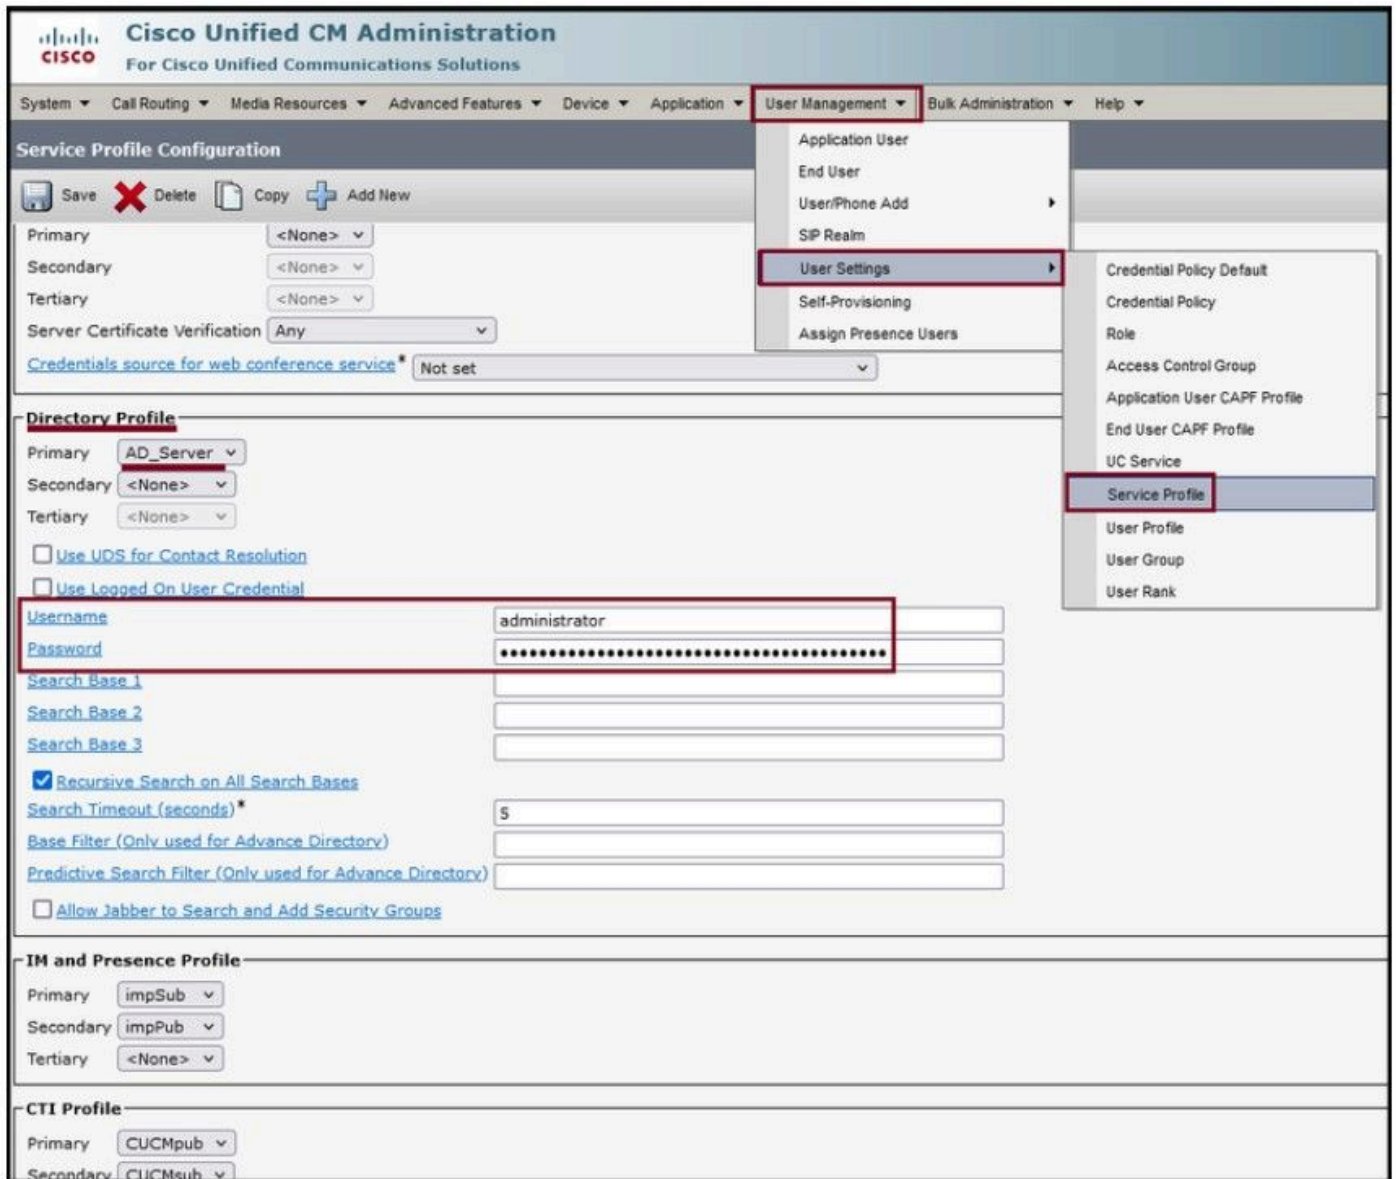 CISCO
Cisco Unified CM Administration
For Cisco Unified Communications Solutions
System Call Routing Media Resources Advanced Features Device Application User Management Bulk Administration Help
Service Profile Configuration
Save Delete Copy Add New
Application User
End User
User/Phone Add
SIP Realm
User Settings
Self-Provisioning
Assign Presence Users
Credential Policy Default
Credential Policy
Role
Access Control Group
Application User CAPF Profile
End User CAPF Profile
UC Service
Service Profile
User Profile
User Group
User Rank
Primary <None>
Secondary <None>
Tertiary <None>
Server Certificate Verification Any
Credentials source for web conference service* Not set
Directory Profile
Primary AD_Server
Secondary <None>
Tertiary <None>
Use UDS for Contact Resolution
Use Logged On User Credential
Username administrator
Password
Search Base 1
Search Base 2
Search Base 3
Recursive Search on All Search Bases
Search Timeout (seconds)* 5
Base Filter (Only used for Advance Directory)
Predictive Search Filter (Only used for Advance Directory)
Allow Jabber to Search and Add Security Groups
IM and Presence Profile
Primary impSub
Secondary impPub
Tertiary <None>
CTI Profile
Primary CUCMpub
Secondary CUCMsub